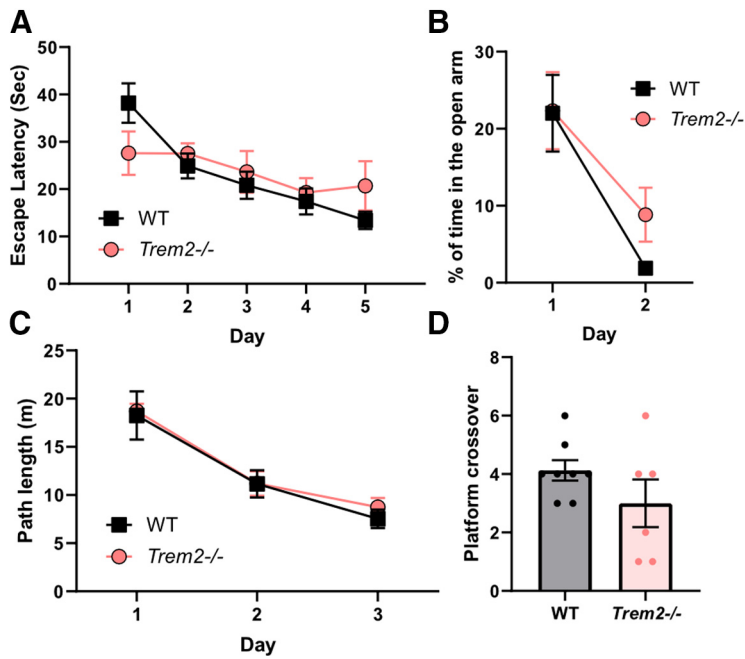 A
Escape Latency (Sec)
50
40
30
20
10
0
WT
Trem2-/-
1 2 3 4 5
Day
B
% of time in the open arm
30
20
10
0
WT
Trem2-/-
1 2
Day
C
Path length (m)
25
20
15
10
5
0
WT
Trem2-/-
1 2 3
Day
D
Platform crossover
8
6
4
2
0
WT Trem2-/-